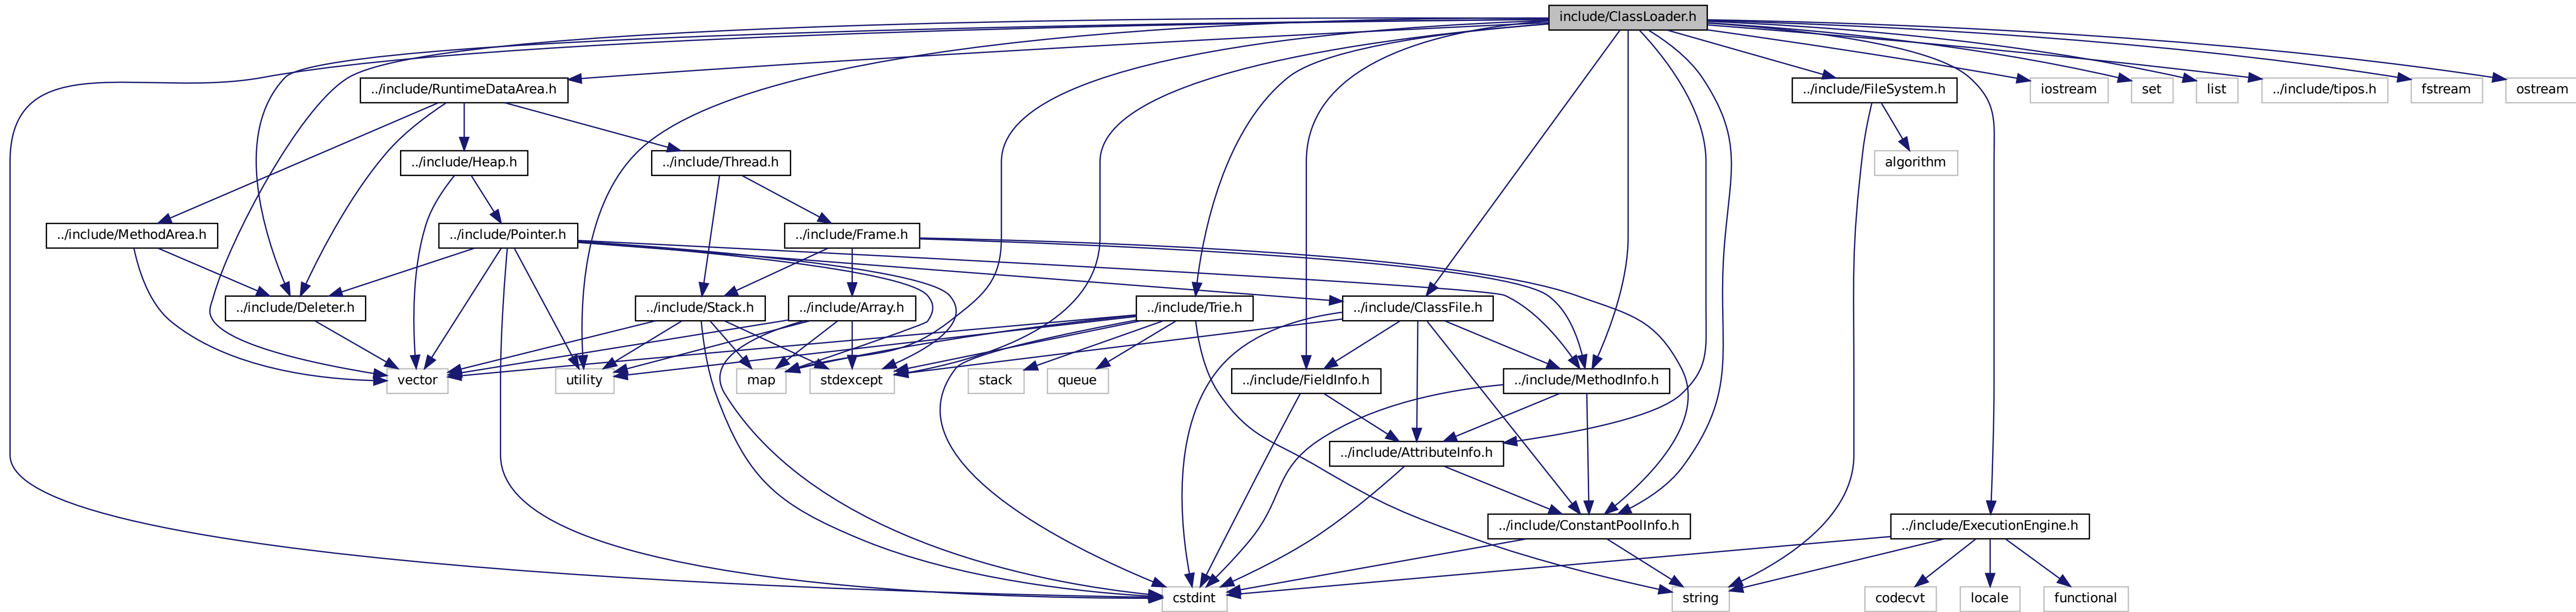 include/ClassLoader.h
../include/RuntimeDataArea.h
../include/FileSystem.h
iostream
set
list
../include/tipos.h
fstream
ostream
../include/Heap.h
../include/Thread.h
algorithm
../include/MethodArea.h
../include/Pointer.h
../include/Frame.h
../include/Deleter.h
../include/Stack.h
../include/Array.h
../include/Trie.h
../include/ClassFile.h
vector
utility
map
stdexcept
stack
queue
../include/FieldInfo.h
../include/MethodInfo.h
../include/AttributeInfo.h
../include/ConstantPoolInfo.h
../include/ExecutionEngine.h
cstdint
string
codecvt
locale
functional